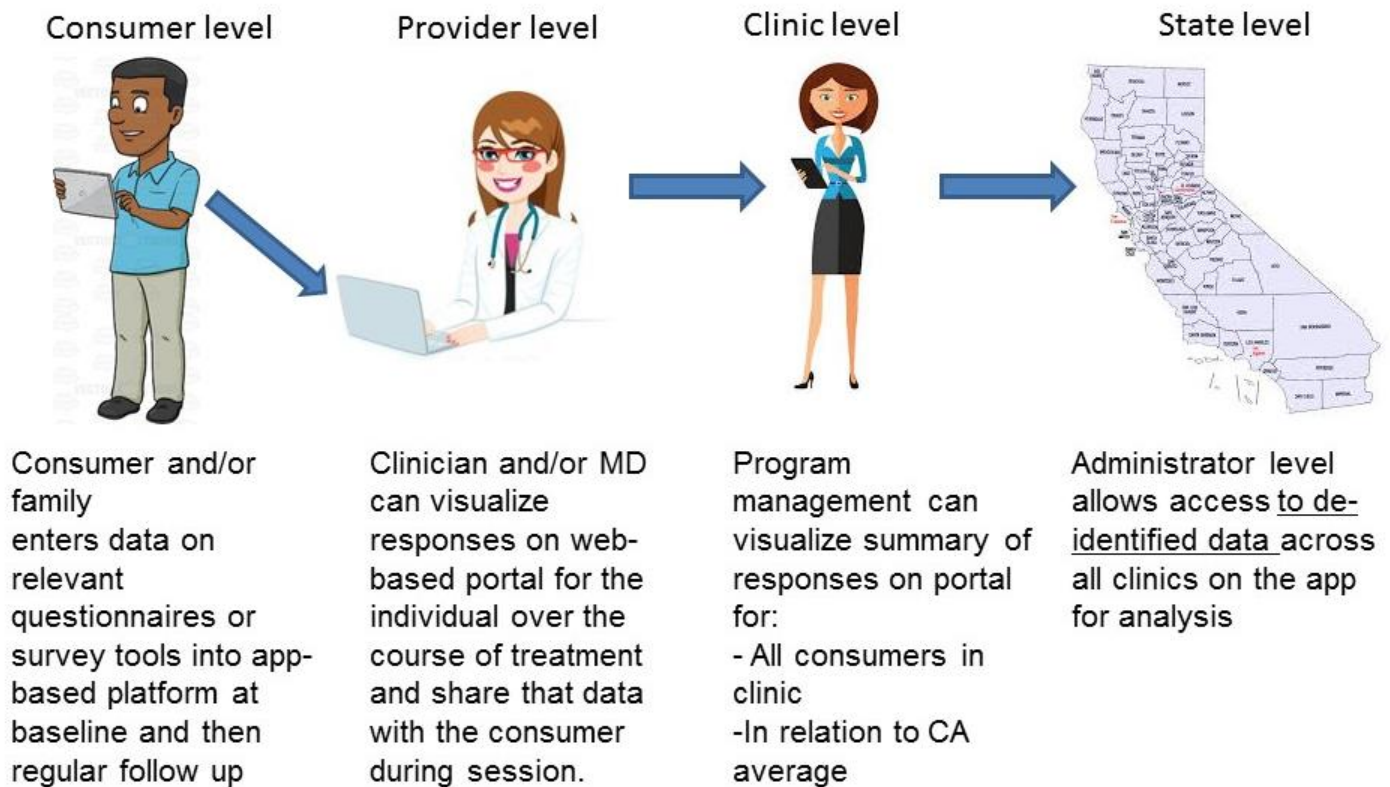 Consumer level
Provider level
Clinic level
State level
Consumer and/or
family
enters data on
relevant
questionnaires or
survey tools into app-
based platform at
baseline and then
regular follow up
Clinician and/or MD
can visualize
responses on web-
based portal for the
individual over the
course of treatment
and share that data
with the consumer
during session.
Program
management can
visualize summary of
responses on portal
for:
- All consumers in
clinic
-In relation to CA
average
Administrator level
allows access to de-
identified data across
all clinics on the app
for analysis